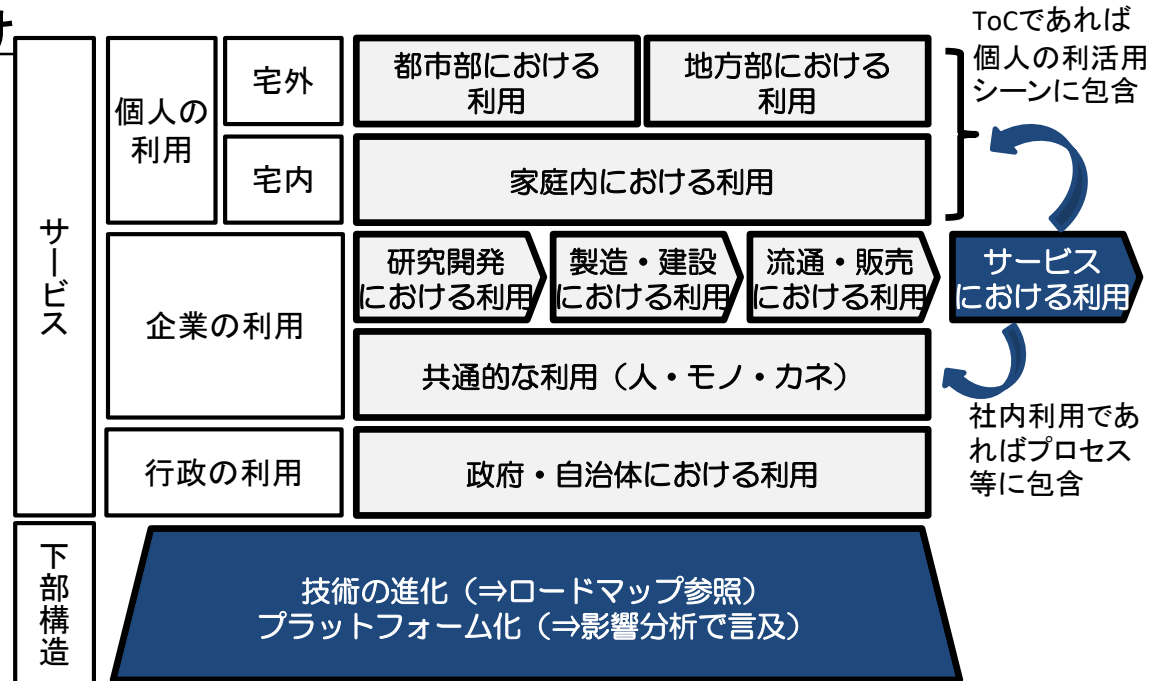 け
ToCであれば
個人の利活用
シーンに包含
サービス
個人の
利用
宅外
都市部における
利用
地方部における
利用
宅内
家庭内における利用
企業の利用
研究開発
における利用
製造・建設
における利用
流通・販売
における利用
サービス
における利用
共通的な利用（人・モノ・カネ）
社内利用であ
ればプロセス
等に包含
行政の利用
政府・自治体における利用
下部構造
技術の進化（⇒ロードマップ参照）
プラットフォーム化（⇒影響分析で言及）